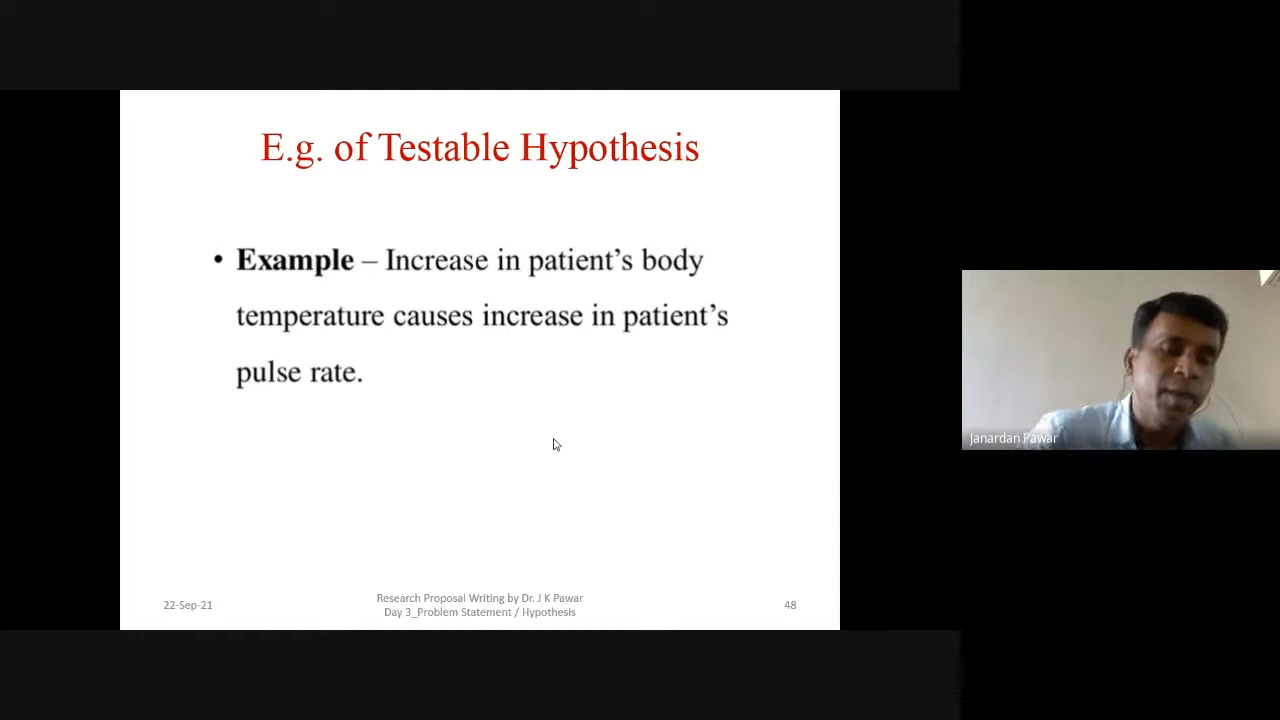 E.g. of Testable Hypothesis
• Example – Increase in patient’s body
temperature causes increase in patient’s
pulse rate.
Janardan Pawar
22-Sep-21
Research Proposal Writing by Dr. J K Pawar
Day 3_Problem Statement / Hypothesis
48